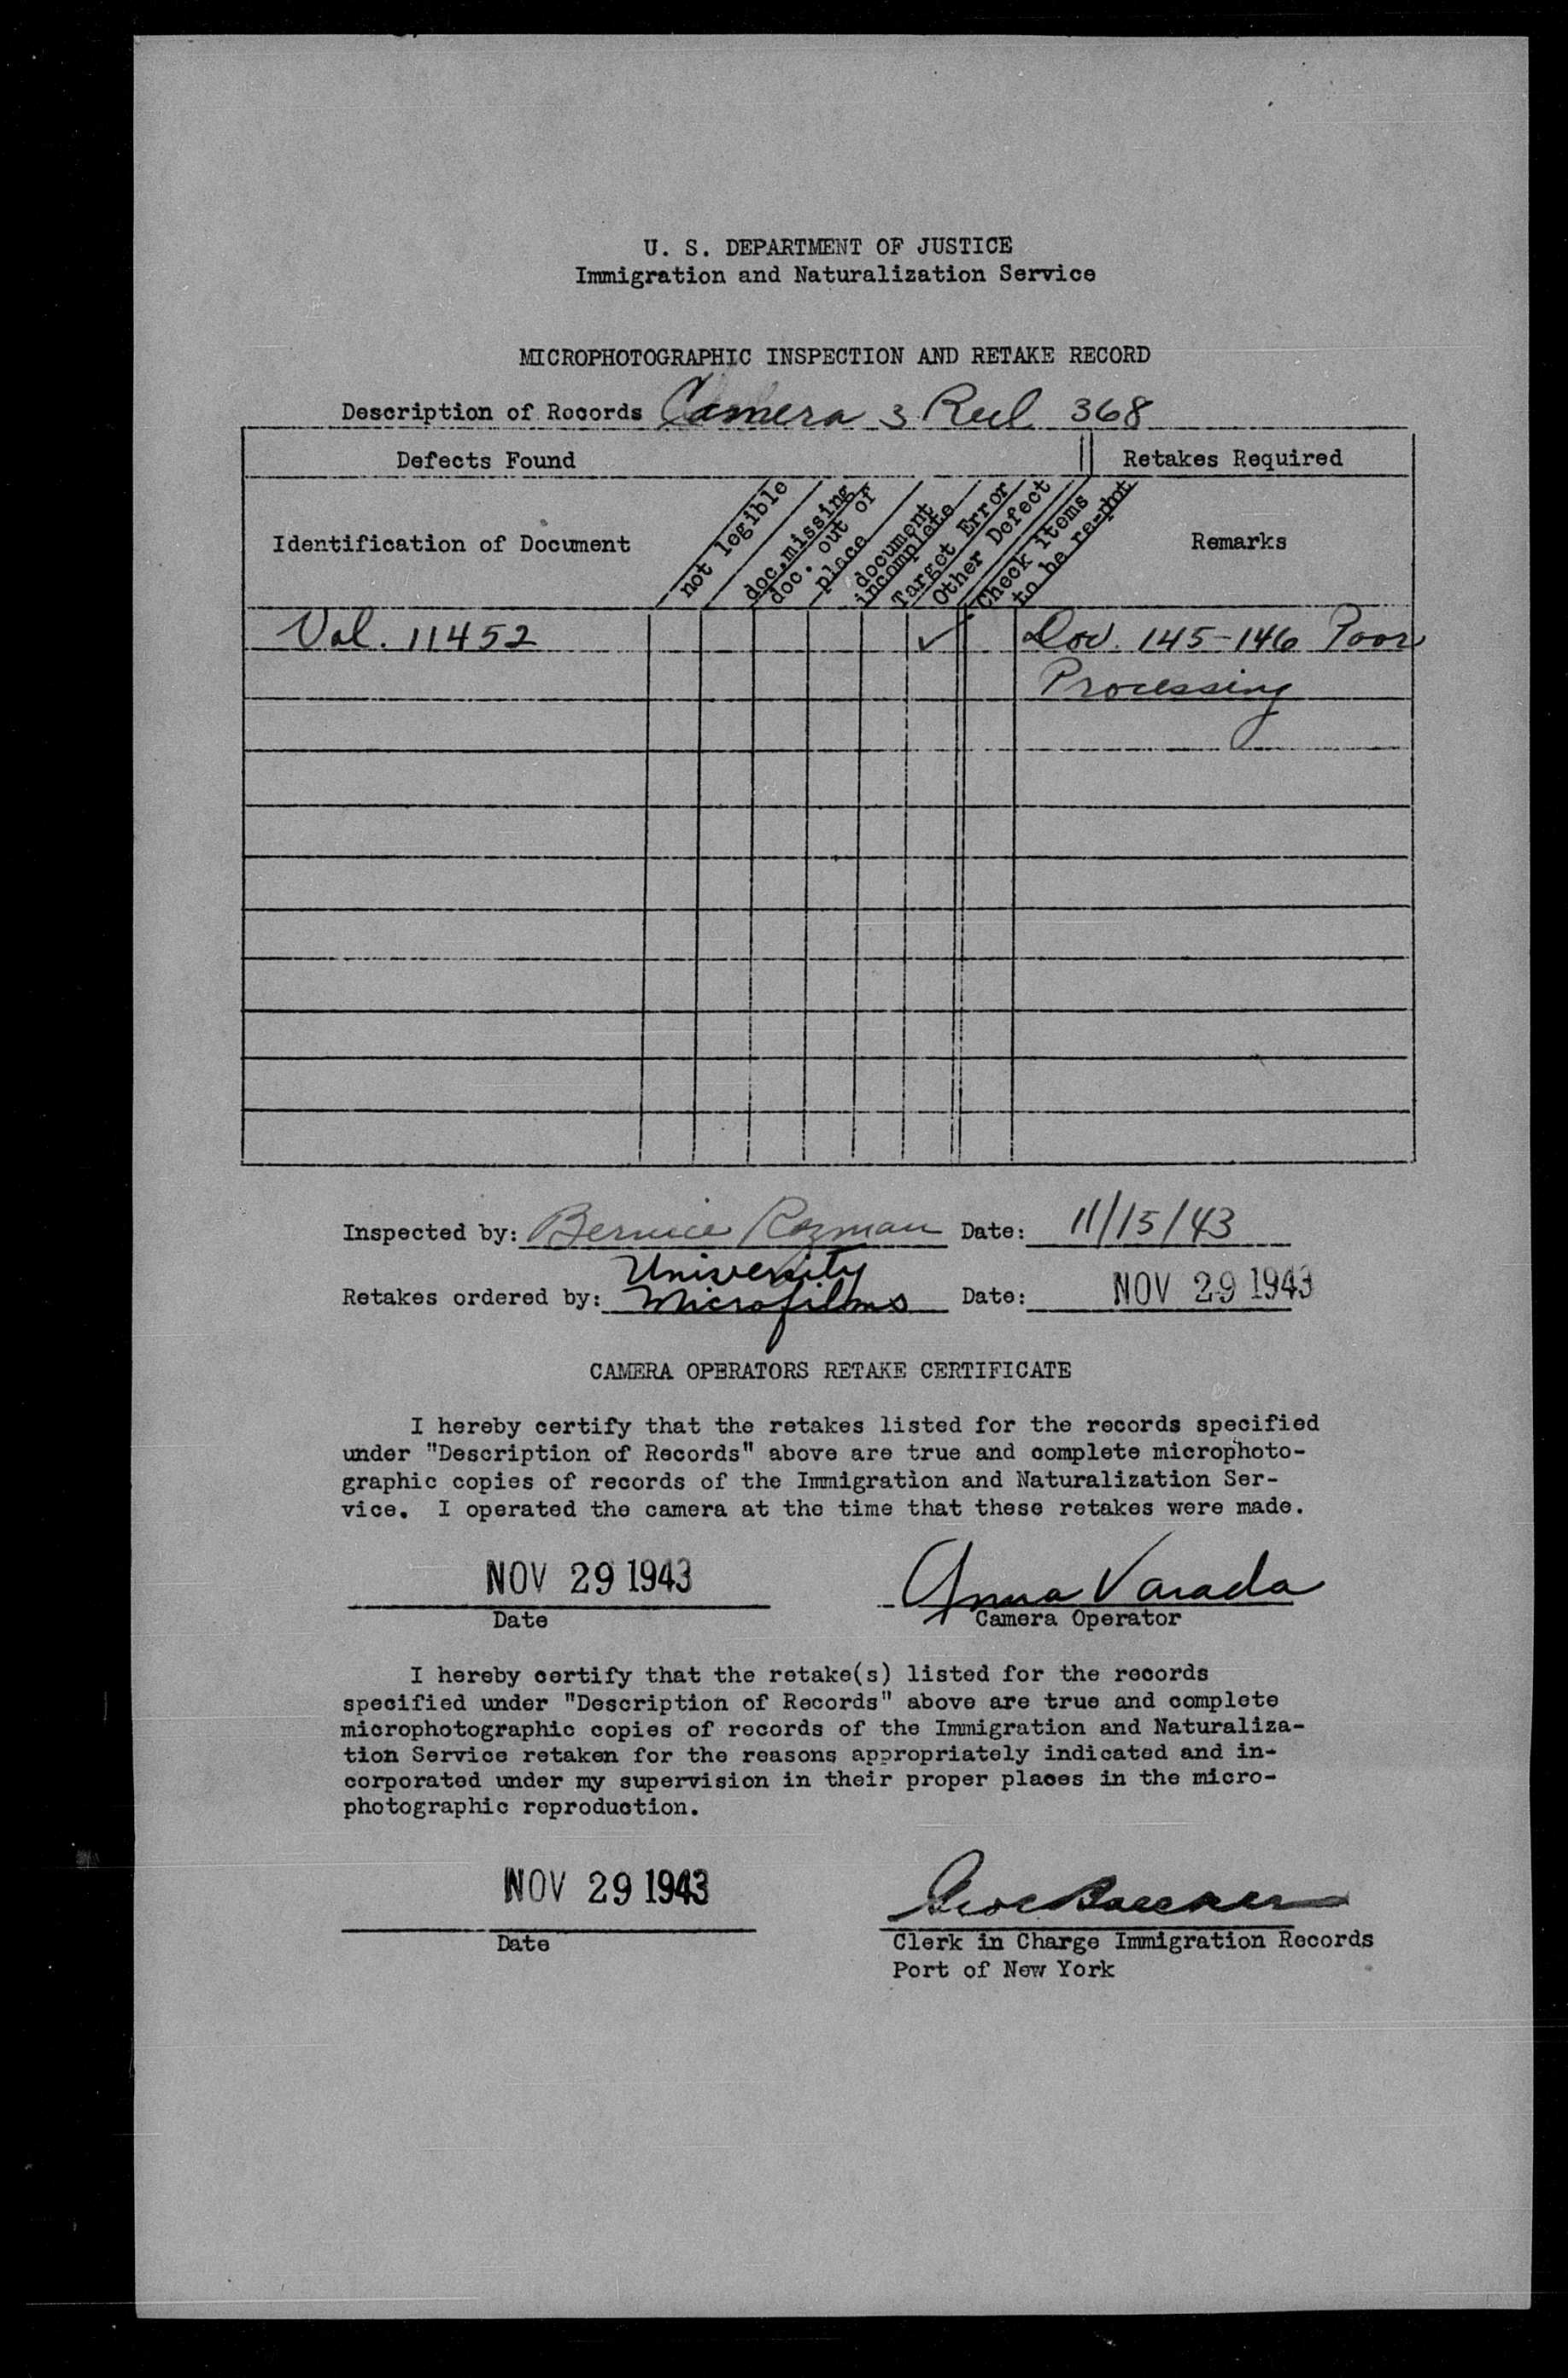 U. S. DEPARTMENT OF JUSTICE
Immigration and Naturalization Service
MICROPHOTOGRAPHIC INSPECTION AND RETAKE RECORD
Description of Records Camera 3 Reel 368
Defects Found
Retakes Required
Identification of Document
not legible
doc.missing
doc. out of
place
document
incomplete
Target Error
Other Defect
Check items
to be re-phot
Remarks
Vol. 11452 ✓ 145-146 Poor
Processing
Inspected by: Bernice Rozman Date: 11/15/43
University
Retakes ordered by: Microfilms Date: NOV 29 1943
CAMERA OPERATORS RETAKE CERTIFICATE
I hereby certify that the retakes listed for the records specified
under "Description of Records" above are true and complete microphoto-
graphic copies of records of the Immigration and Naturalization Ser-
vice. I operated the camera at the time that these retakes were made.
NOV 29 1943 Anna Varada
Date Camera Operator
I hereby certify that the retake(s) listed for the records
specified under "Description of Records" above are true and complete
microphotographic copies of records of the Immigration and Naturaliza-
tion Service retaken for the reasons appropriately indicated and in-
corporated under my supervision in their proper places in the micro-
photographic reproduction.
NOV 29 1943
Date Clerk in Charge Immigration Records
Port of New York